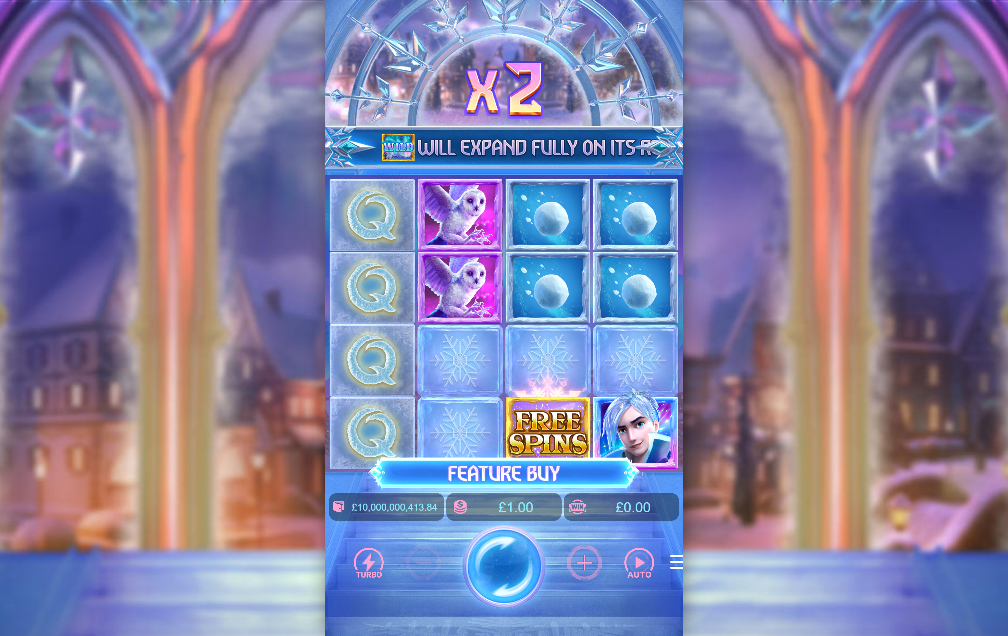 x2
WILD WILL EXPAND FULLY ON ITS
Q
Q
Q
Q
FREE
SPINS
FEATURE BUY
£10,000,000,413.84
£1.00
WIN
£0.00
TURBO
AUTO